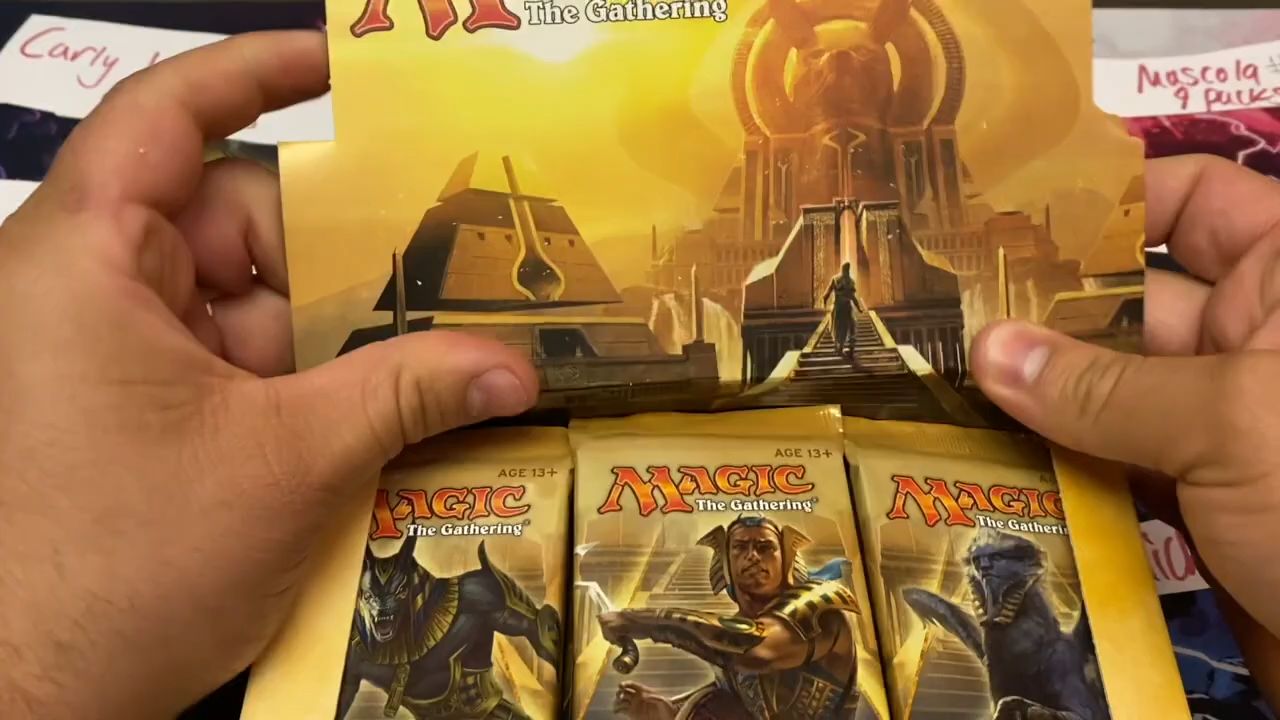 MAGIC
The Gathering
Carly
Mascola #
9 packs
AGE 13+
MAGIC
The Gathering®
AGE 13+
MAGIC
The Gathering®
MAGIC
The Gathering